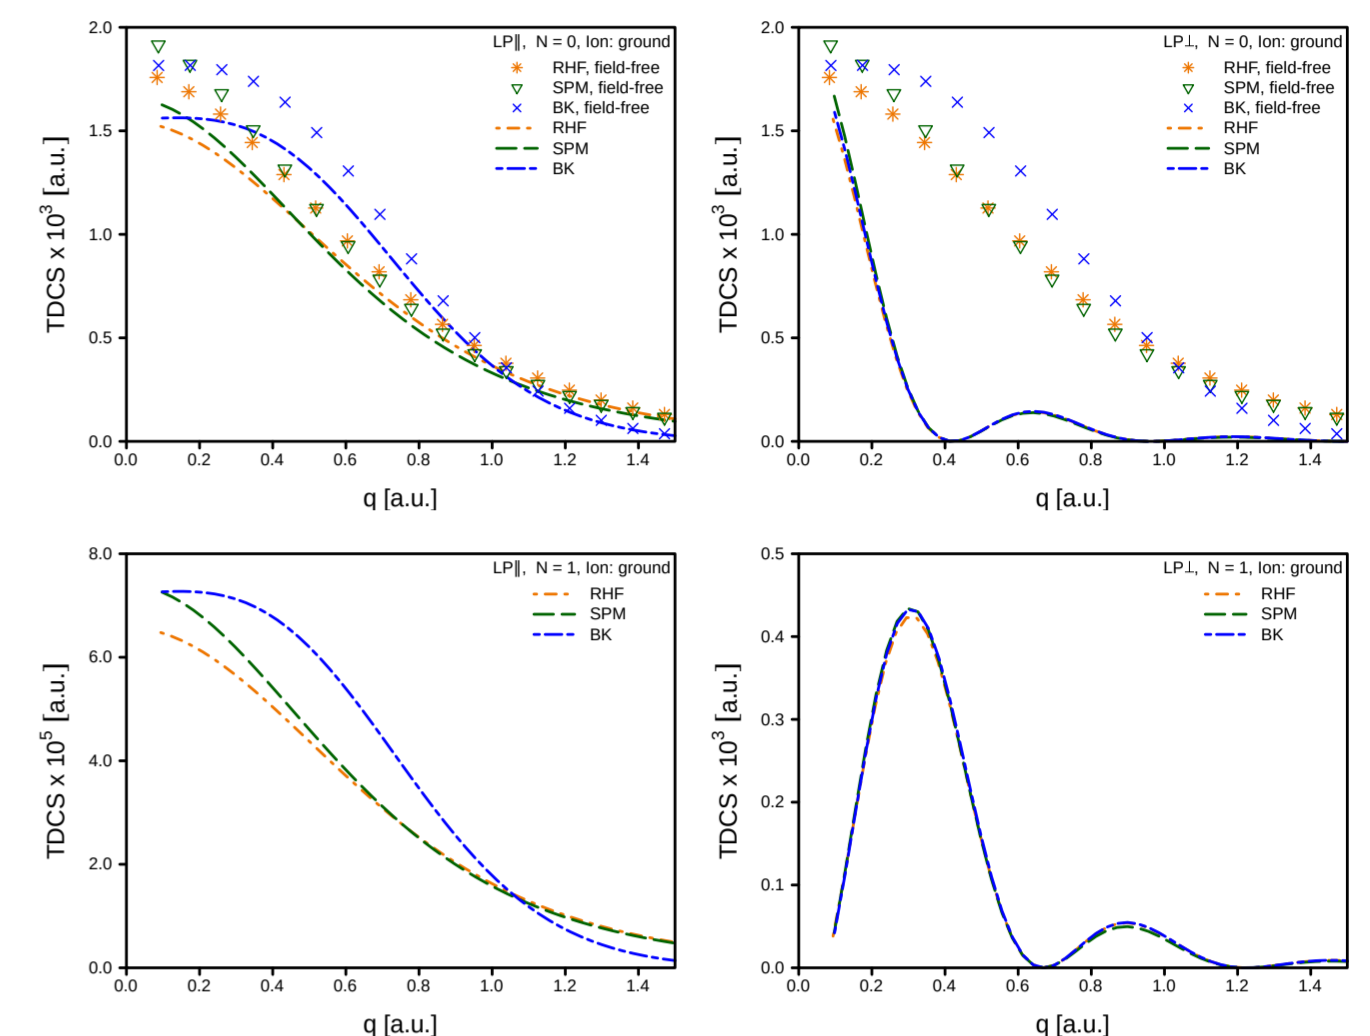 LP∥, N = 0, Ion: ground
RHF, field-free
SPM, field-free
BK, field-free
RHF
SPM
BK
2.0
1.5
1.0
0.5
0.0
TDCS x 10³ [a.u.]
0.0 0.2 0.4 0.6 0.8 1.0 1.2 1.4
q [a.u.]
LP⊥, N = 0, Ion: ground
RHF, field-free
SPM, field-free
BK, field-free
RHF
SPM
BK
2.0
1.5
1.0
0.5
0.0
TDCS x 10³ [a.u.]
0.0 0.2 0.4 0.6 0.8 1.0 1.2 1.4
q [a.u.]
LP∥, N = 1, Ion: ground
RHF
SPM
BK
8.0
6.0
4.0
2.0
0.0
TDCS x 10⁵ [a.u.]
0.0 0.2 0.4 0.6 0.8 1.0 1.2 1.4
q [a.u.]
LP⊥, N = 1, Ion: ground
RHF
SPM
BK
0.5
0.4
0.3
0.2
0.1
0.0
TDCS x 10³ [a.u.]
0.0 0.2 0.4 0.6 0.8 1.0 1.2 1.4
q [a.u.]